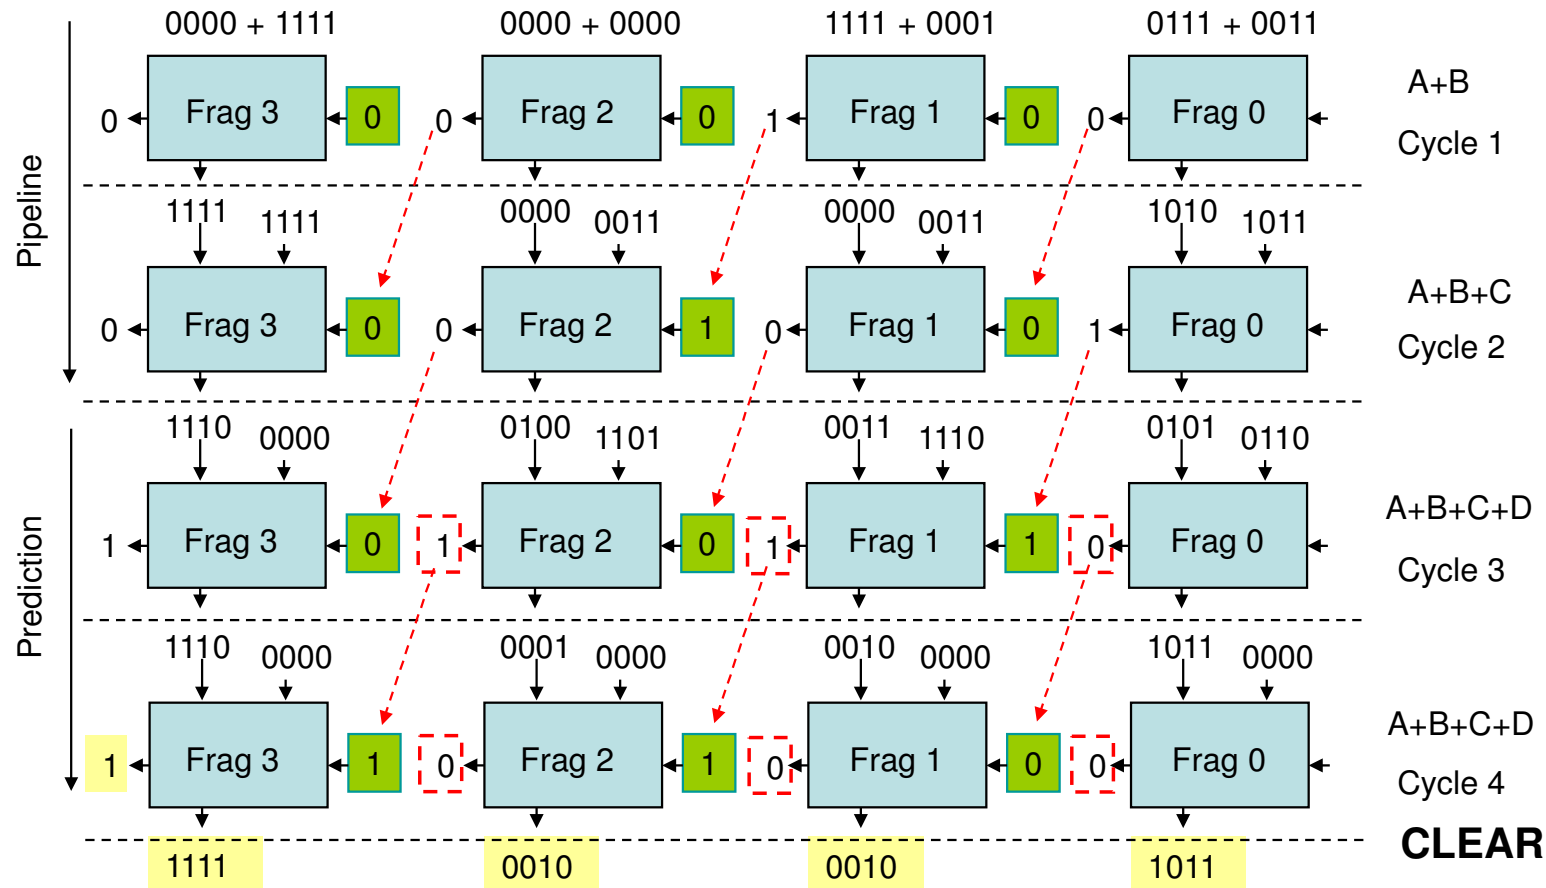 0000 + 1111 0000 + 0000 1111 + 0001 0111 + 0011
A+B
0 Frag 3 0 0 Frag 2 0 1 Frag 1 0 0 Frag 0
Cycle 1
Pipeline
1111 1111 0000 0011 0000 0011 1010 1011
A+B+C
0 Frag 3 0 0 Frag 2 1 0 Frag 1 0 1 Frag 0
Cycle 2
1110 0000 0100 1101 0011 1110 0101 0110
A+B+C+D
1 Frag 3 0 1 Frag 2 0 1 Frag 1 1 0 Frag 0
Cycle 3
Prediction
1110 0000 0001 0000 0010 0000 1011 0000
A+B+C+D
1 Frag 3 1 0 Frag 2 1 0 Frag 1 0 0 Frag 0
Cycle 4
CLEAR
1111 0010 0010 1011